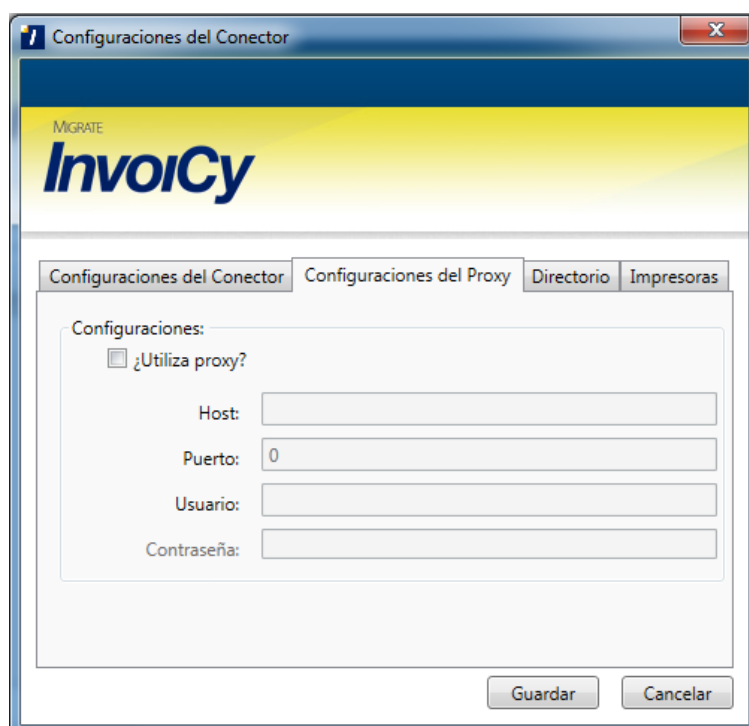 Configuraciones del Conector
MIGRATE
InvoiCy
Configuraciones del Conector Configuraciones del Proxy Directorio Impresoras
Configuraciones:
¿Utiliza proxy?
Host:
Puerto: 0
Usuario:
Contraseña:
Guardar Cancelar